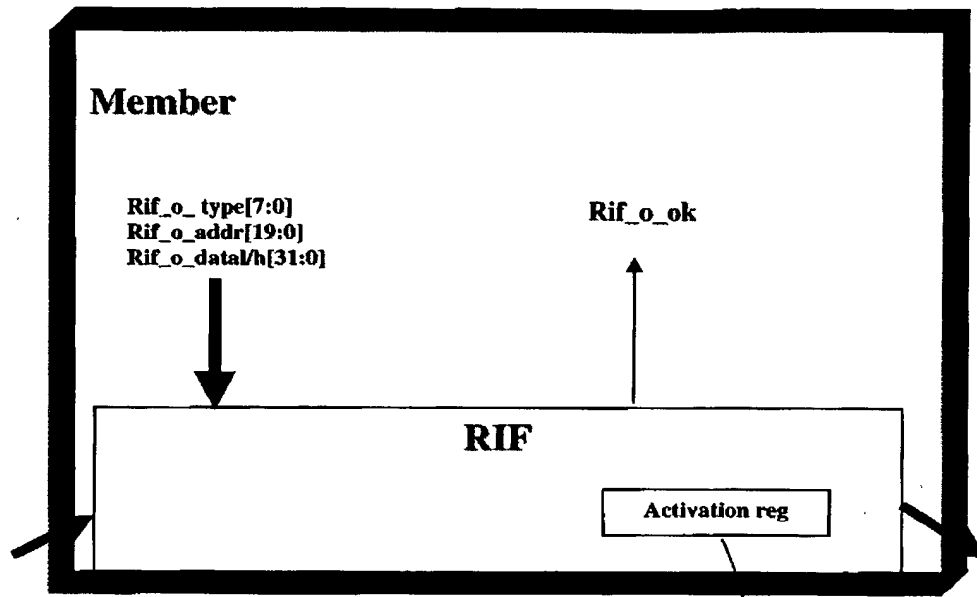 Member
Rif_o_ type[7:0]
Rif_o_addr[19:0]
Rif_o_datal/h[31:0]
Rif_o_ok
RIF
Activation reg